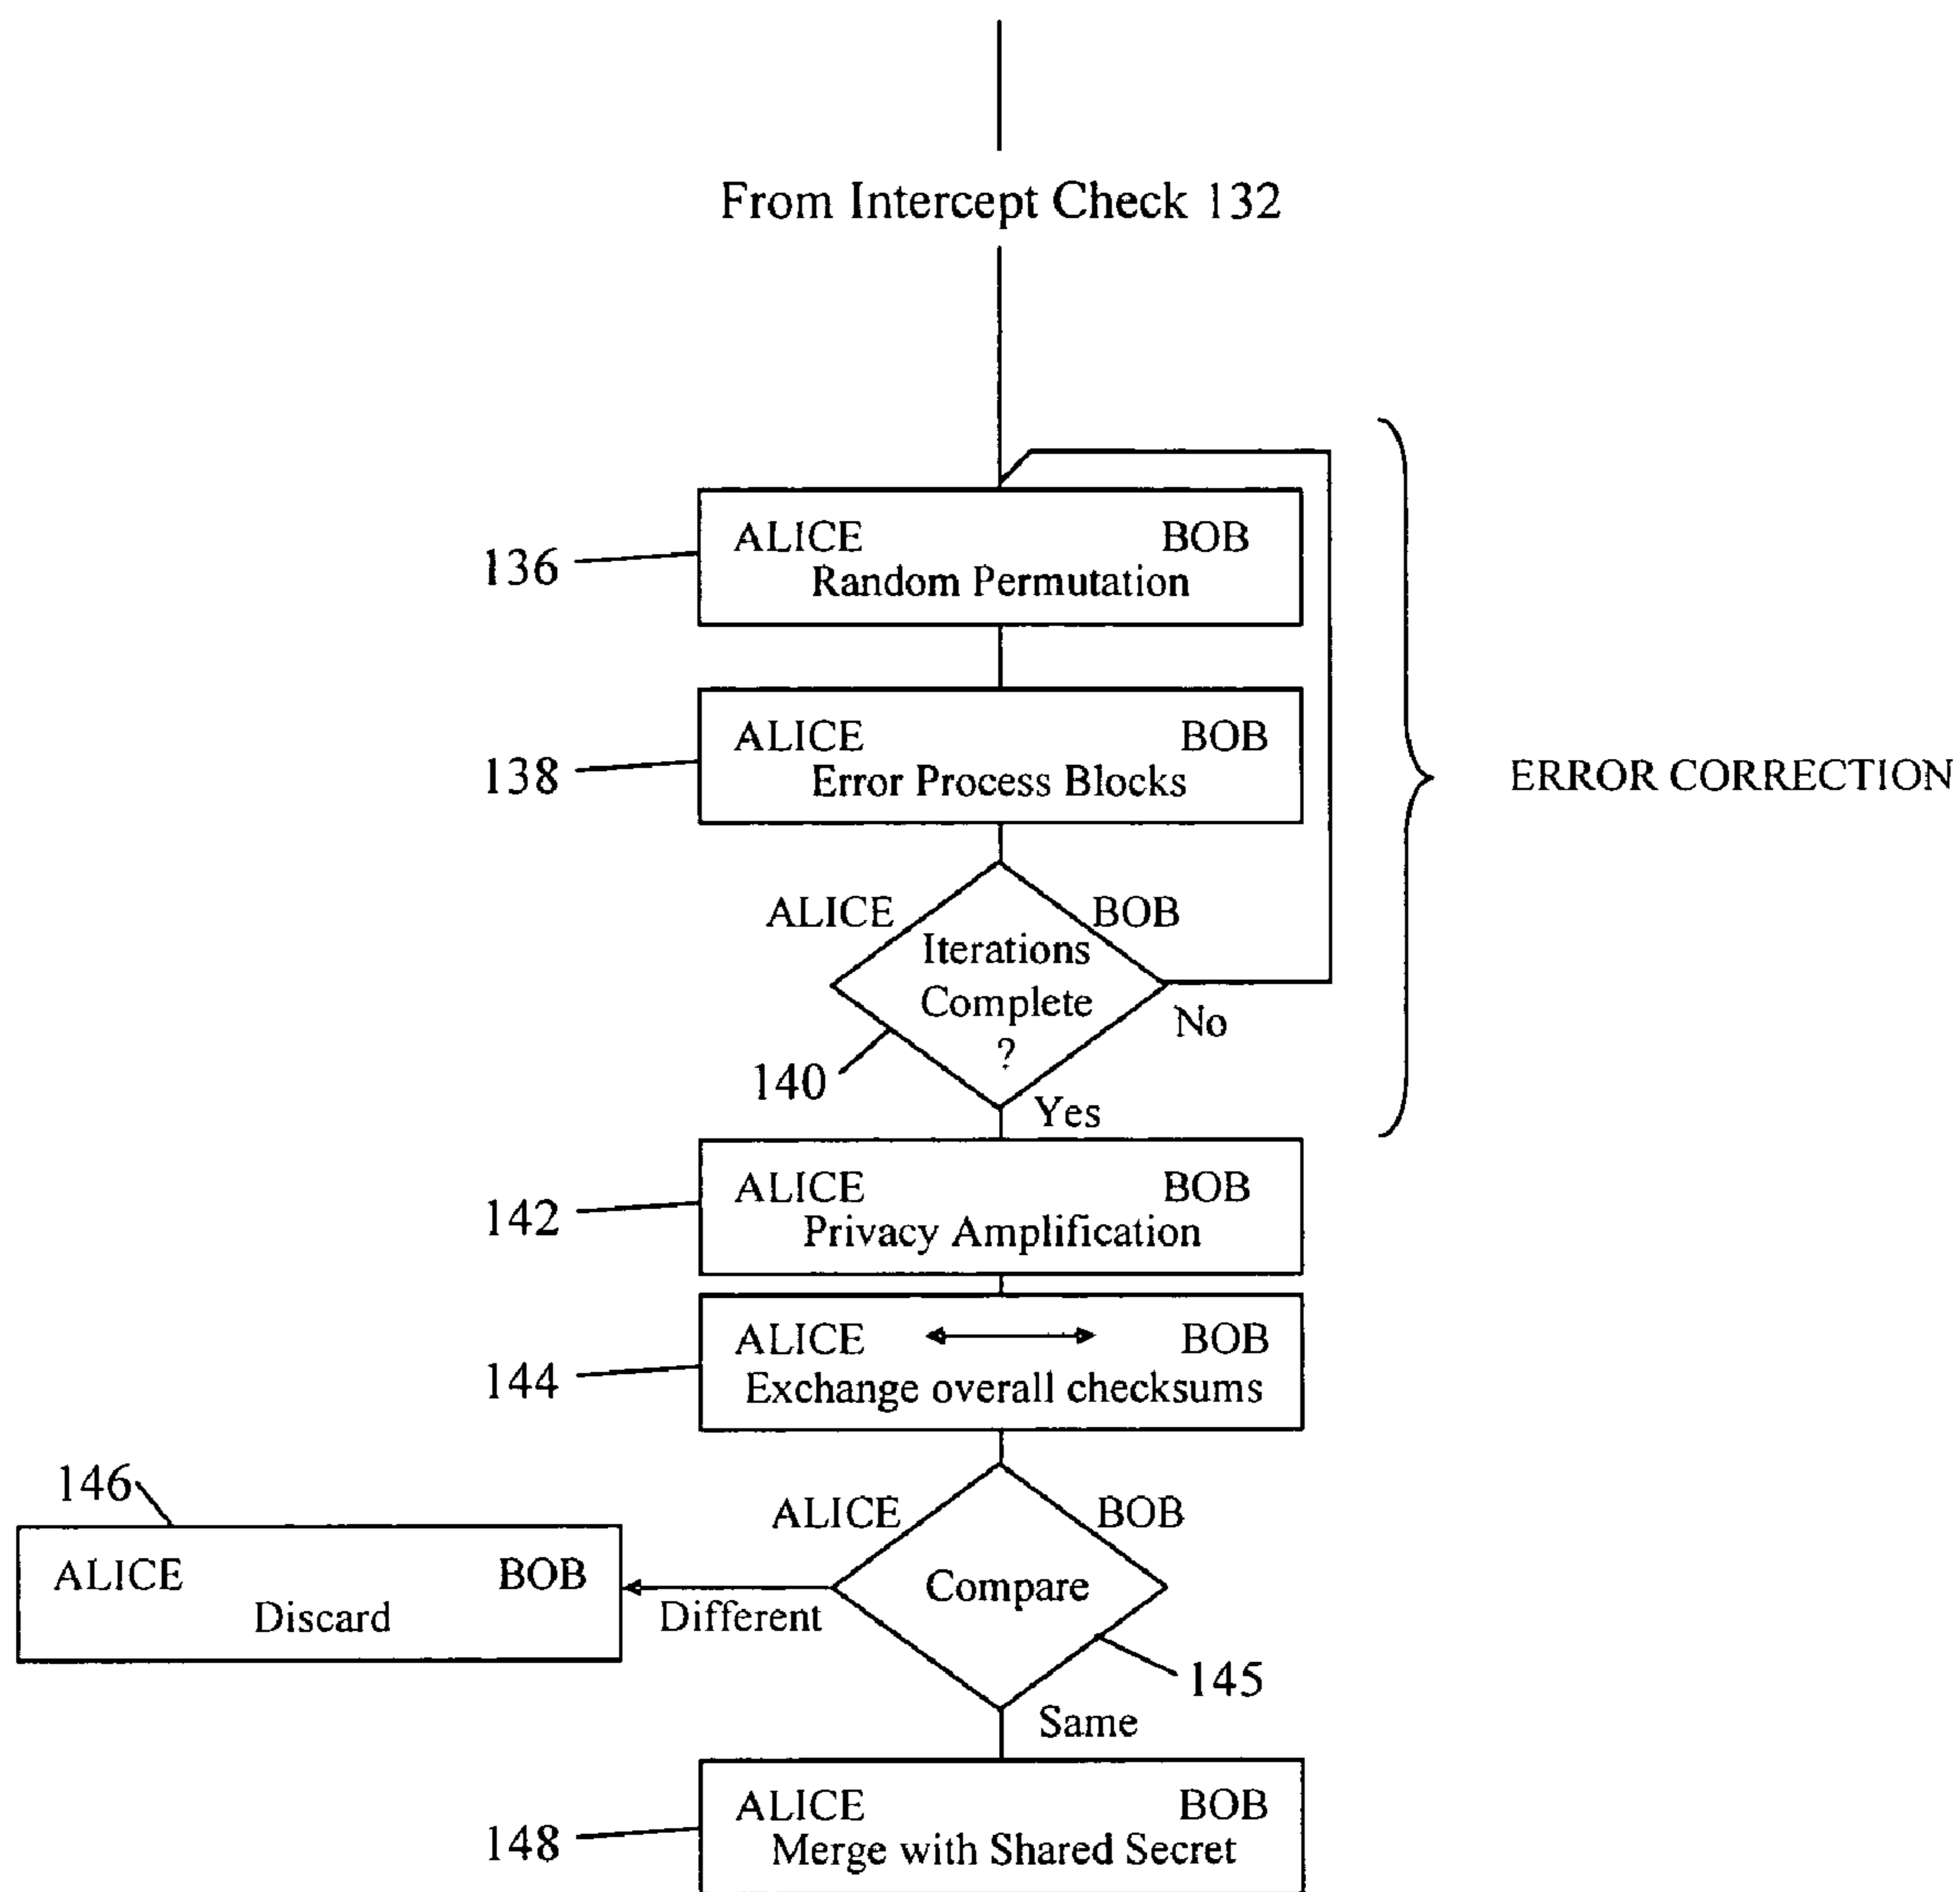 From Intercept Check 132
ALICE BOB
136
Random Permutation
ALICE BOB
138
Error Process Blocks
ERROR CORRECTION
ALICE BOB
Iterations
Complete
?
No
140
Yes
ALICE BOB
142
Privacy Amplification
ALICE BOB
144
Exchange overall checksums
146
ALICE BOB
ALICE BOB
Discard
Different
Compare
145
Same
ALICE BOB
148
Merge with Shared Secret